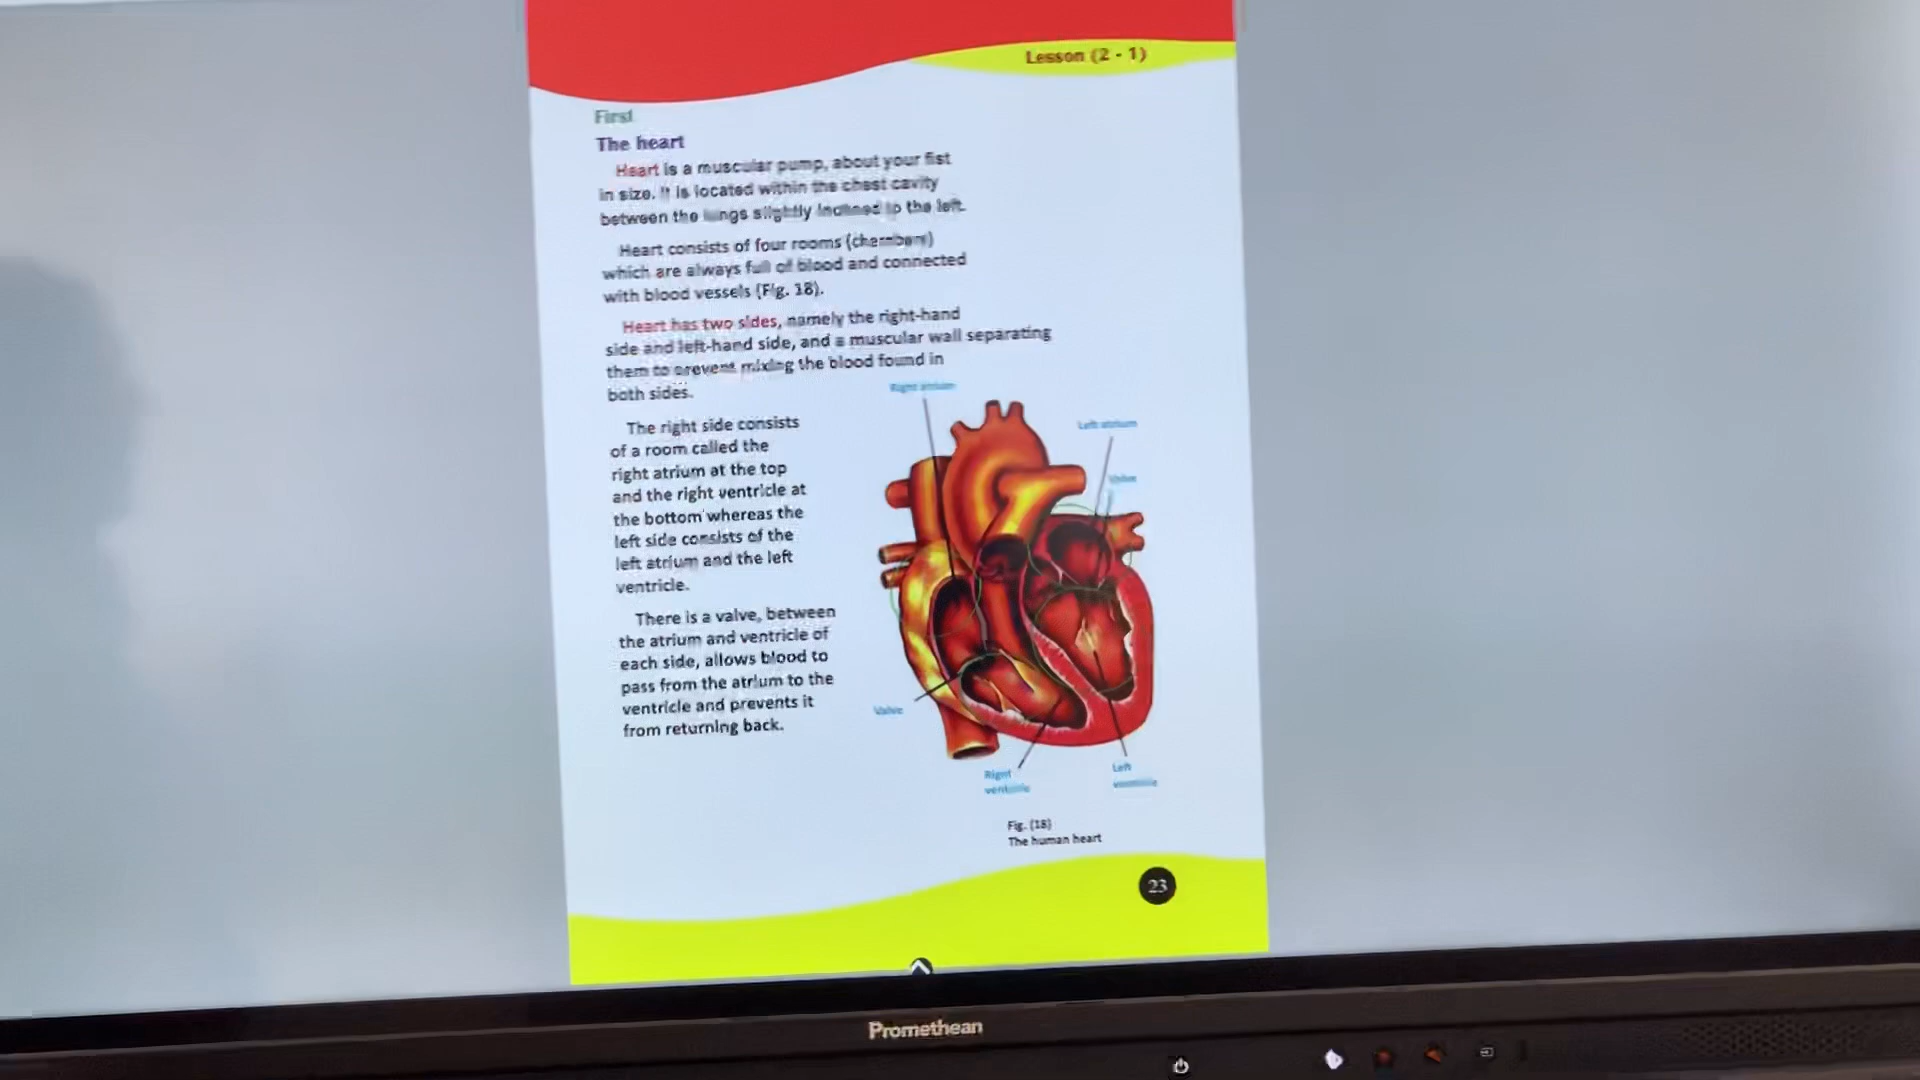 Lesson (2 - 1)
First
The heart
Heart is a muscular pump, about your fist
in size. It is located within the chest cavity
between the lungs slightly inclined to the left.
Heart consists of four rooms (chambers)
which are always full of blood and connected
with blood vessels (Fig. 18).
Heart has two sides, namely the right-hand
side and left-hand side, and a muscular wall separating
them to prevent mixing the blood found in
both sides.
The right side consists
of a room called the
right atrium at the top
and the right ventricle at
the bottom whereas the
left side consists of the
left atrium and the left
ventricle.
There is a valve, between
the atrium and ventricle of
each side, allows blood to
pass from the atrium to the
ventricle and prevents it
from returning back.
Right atrium
Left atrium
Valve
Valve
Right
ventricle
Left
ventricle
Fig. (18)
The human heart
23
Promethean